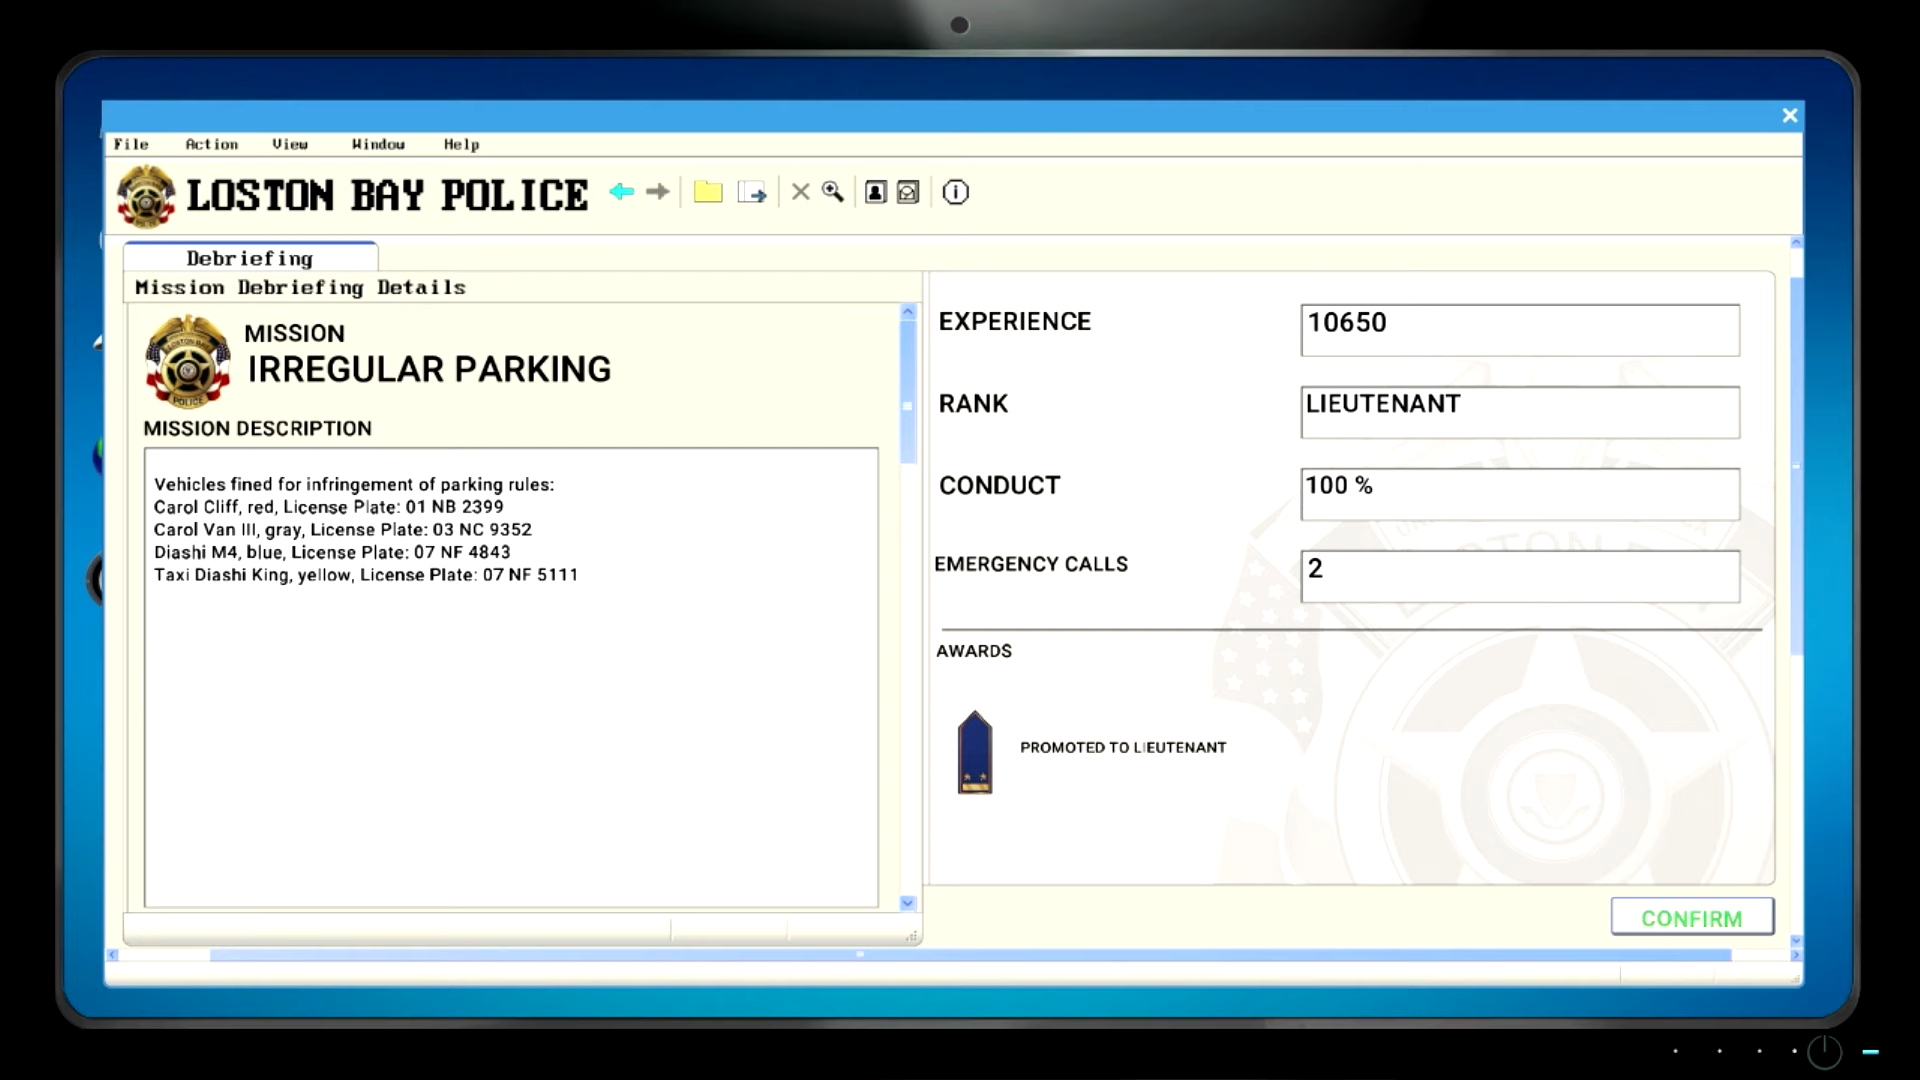 File Action View Window Help
LOSTON BAY POLICE
Debriefing
Mission Debriefing Details
MISSION
IRREGULAR PARKING
MISSION DESCRIPTION
Vehicles fined for infringement of parking rules:
Carol Cliff, red, License Plate: 01 NB 2399
Carol Van III, gray, License Plate: 03 NC 9352
Diashi M4, blue, License Plate: 07 NF 4843
Taxi Diashi King, yellow, License Plate: 07 NF 5111
EXPERIENCE 10650
RANK LIEUTENANT
CONDUCT 100 %
EMERGENCY CALLS 2
AWARDS
PROMOTED TO LIEUTENANT
CONFIRM